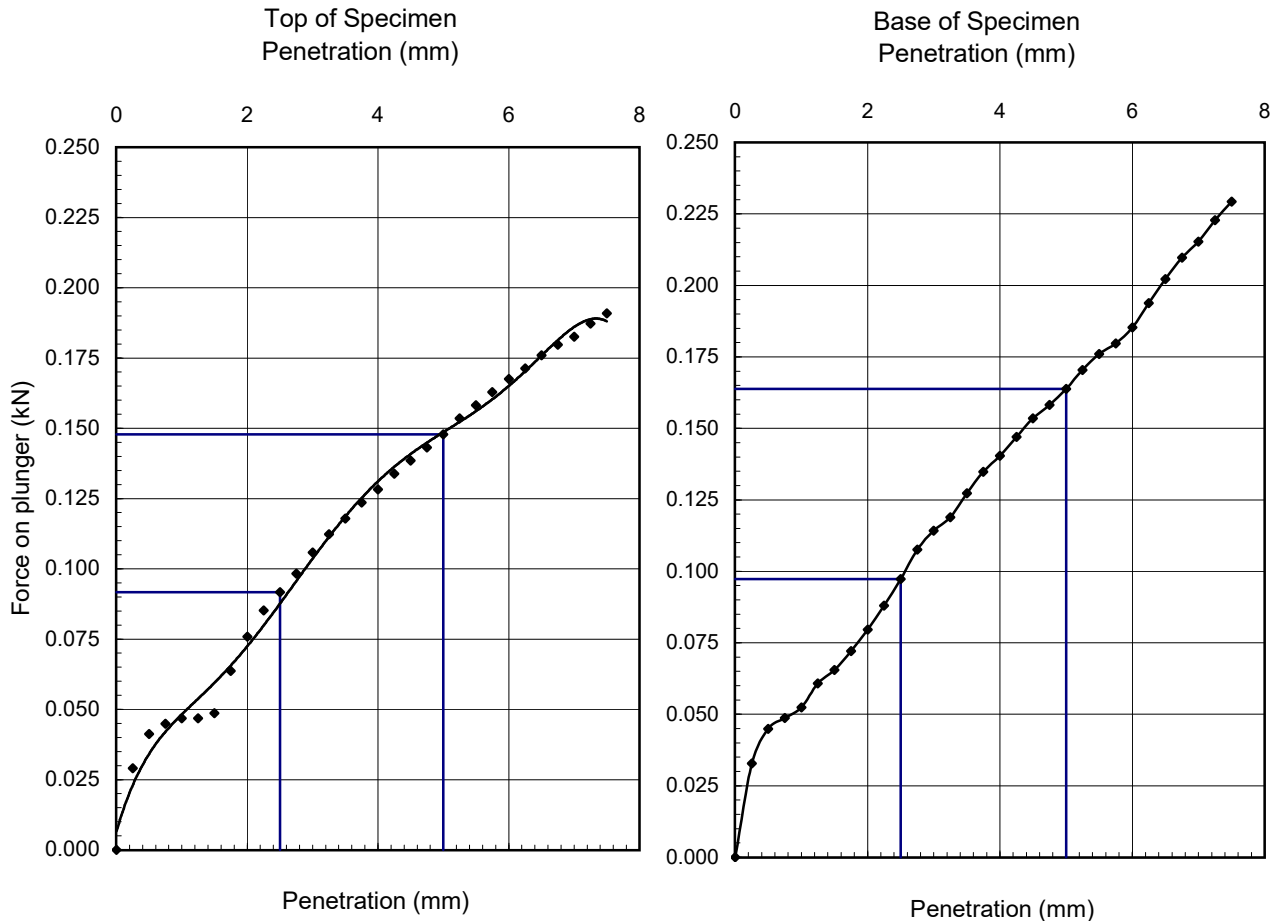 Top of Specimen
Penetration (mm)
0 2 4 6 8
0.250
0.225
0.200
0.175
0.150
0.125
0.100
0.075
0.050
0.025
0.000
Force on plunger (kN)
Penetration (mm)
Base of Specimen
Penetration (mm)
0 2 4 6 8
0.250
0.225
0.200
0.175
0.150
0.125
0.100
0.075
0.050
0.025
0.000
Penetration (mm)